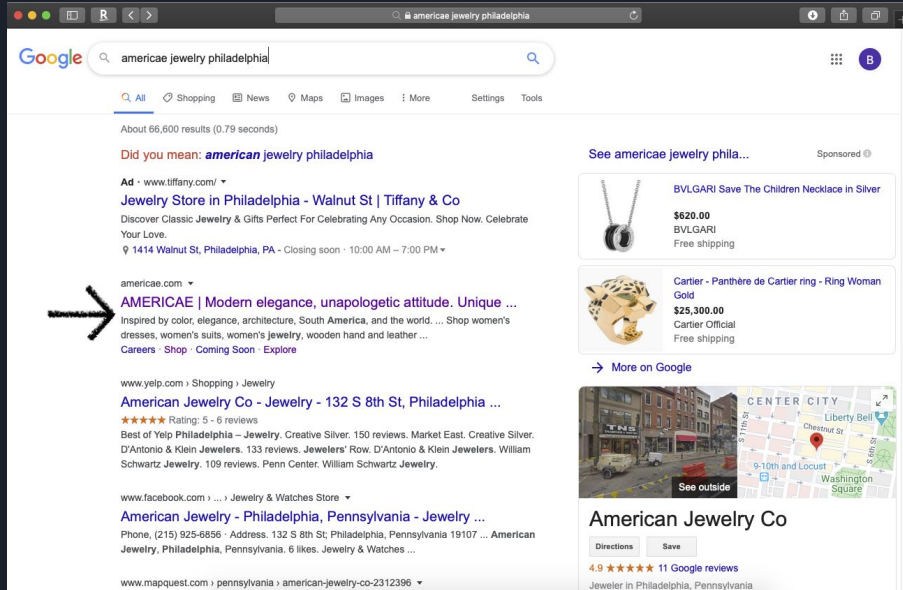 americae jewelry philadelphia
Google
americae jewelry philadelphia
B
All Shopping News Maps Images More Settings Tools
About 66,600 results (0.79 seconds)
Did you mean: american jewelry philadelphia
Ad · www.tiffany.com/
Jewelry Store in Philadelphia - Walnut St | Tiffany & Co
Discover Classic Jewelry & Gifts Perfect For Celebrating Any Occasion. Shop Now. Celebrate
Your Love.
1414 Walnut St, Philadelphia, PA - Closing soon · 10:00 AM – 7:00 PM
americae.com
AMERICAE | Modern elegance, unapologetic attitude. Unique ...
Inspired by color, elegance, architecture, South America, and the world. ... Shop women's
dresses, women's suits, women's jewelry, wooden hand and leather ...
Careers · Shop · Coming Soon · Explore
www.yelp.com › Shopping › Jewelry
American Jewelry Co - Jewelry - 132 S 8th St, Philadelphia ...
★★★★★ Rating: 5 - 6 reviews
Best of Yelp Philadelphia – Jewelry. Creative Silver. 150 reviews. Market East. Creative Silver.
D'Antonio & Klein Jewelers. 133 reviews. Jewelers' Row. D'Antonio & Klein Jewelers. William
Schwartz Jewelry. 109 reviews. Penn Center. William Schwartz Jewelry.
www.facebook.com › ... › Jewelry & Watches Store
American Jewelry - Philadelphia, Pennsylvania - Jewelry ...
Phone, (215) 925-6856 · Address. 132 S 8th St; Philadelphia, Pennsylvania 19107 ... American
Jewelry, Philadelphia, Pennsylvania. 6 likes. Jewelry & Watches ...
www.mapquest.com › pennsylvania › american-jewelry-co-2312396
See americae jewelry phila...
Sponsored
BVLGARI Save The Children Necklace in Silver
$620.00
BVLGARI
Free shipping
Cartier - Panthère de Cartier ring - Ring Woman
Gold
$25,300.00
Cartier Official
Free shipping
More on Google
TNS
See outside
CENTER CITY
Liberty Bell
Chestnut St
S 11th St
S 6th St
9-10th and Locust
Washington
Square
American Jewelry Co
Directions Save
4.9 ★★★★★ 11 Google reviews
Jeweler in Philadelphia, Pennsylvania